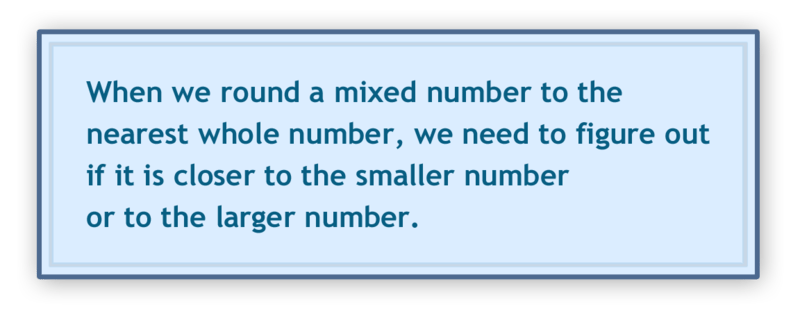 When we round a mixed number to the
nearest whole number, we need to figure out
if it is closer to the smaller number
or to the larger number.